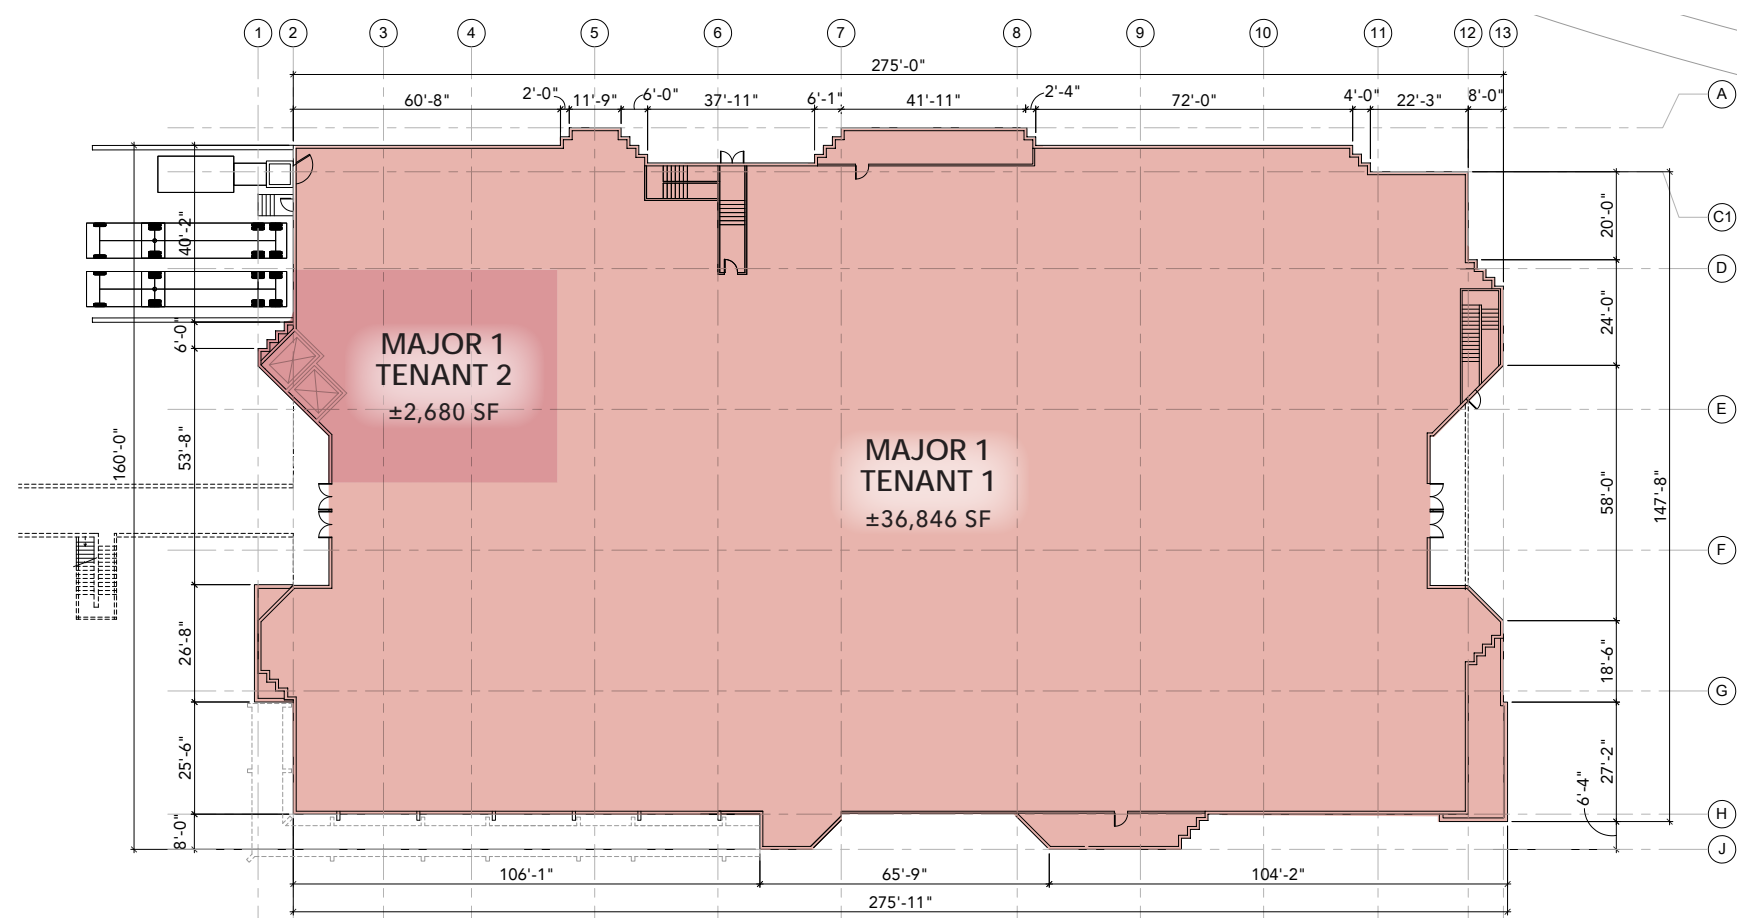 1 2 3 4 5 6 7 8 9 10 11 12 13
275'-0"
60'-8" 2'-0" 11'-9" 6'-0" 37'-11" 6'-1" 41'-11" 2'-4" 72'-0" 4'-0" 22'-3" 8'-0"
A
C1
D
E
F
G
H
J
160'-0"
40'-2"
6'-0"
53'-8"
26'-8"
25'-6"
8'-0"
MAJOR 1
TENANT 2
±2,680 SF
MAJOR 1
TENANT 1
±36,846 SF
20'-0"
24'-0"
58'-0"
147'-8"
18'-6"
27'-2"
6'-4"
106'-1" 65'-9" 104'-2"
275'-11"